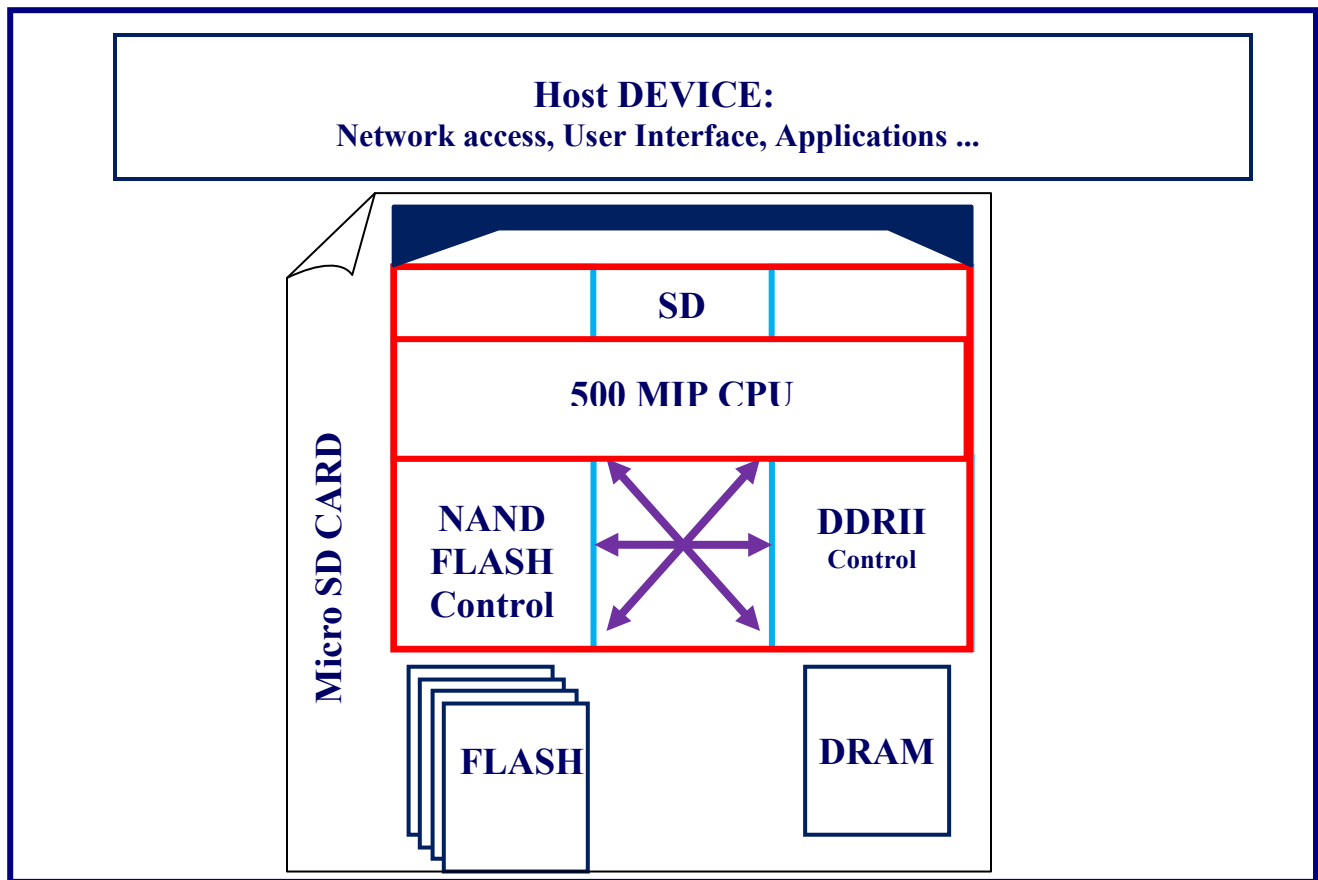 Host DEVICE:
Network access, User Interface, Applications ...
SD
500 MIP CPU
Micro SD CARD
NAND
FLASH
Control
DDRII
Control
FLASH
DRAM